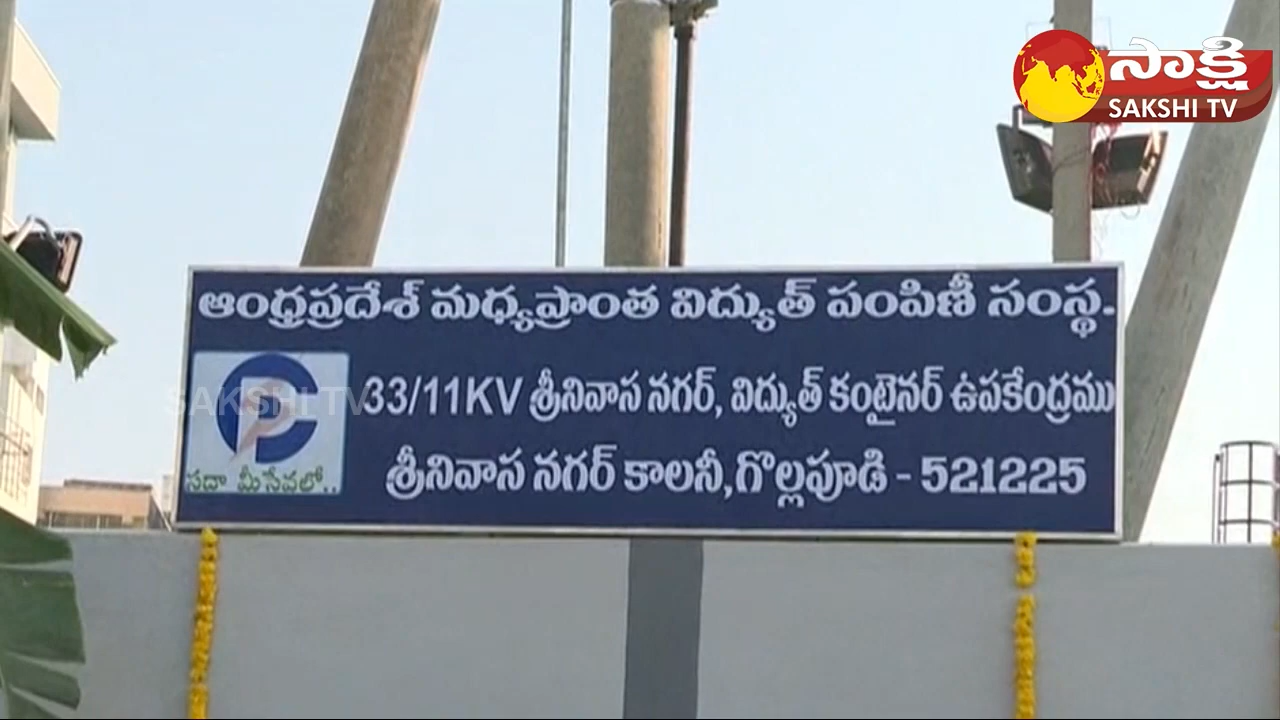 సాక్షి
SAKSHI TV
ఆంధ్రప్రదేశ్ మధ్యప్రాంత విద్యుత్ పంపిణీ సంస్థ.
SAKSHI TV
33/11KV శ్రీనివాస నగర్, విద్యుత్ కంటైనర్ ఉపకేంద్రము
శ్రీనివాస నగర్ కాలనీ,గొల్లపూడి - 521225
సదా మీసేవలో..